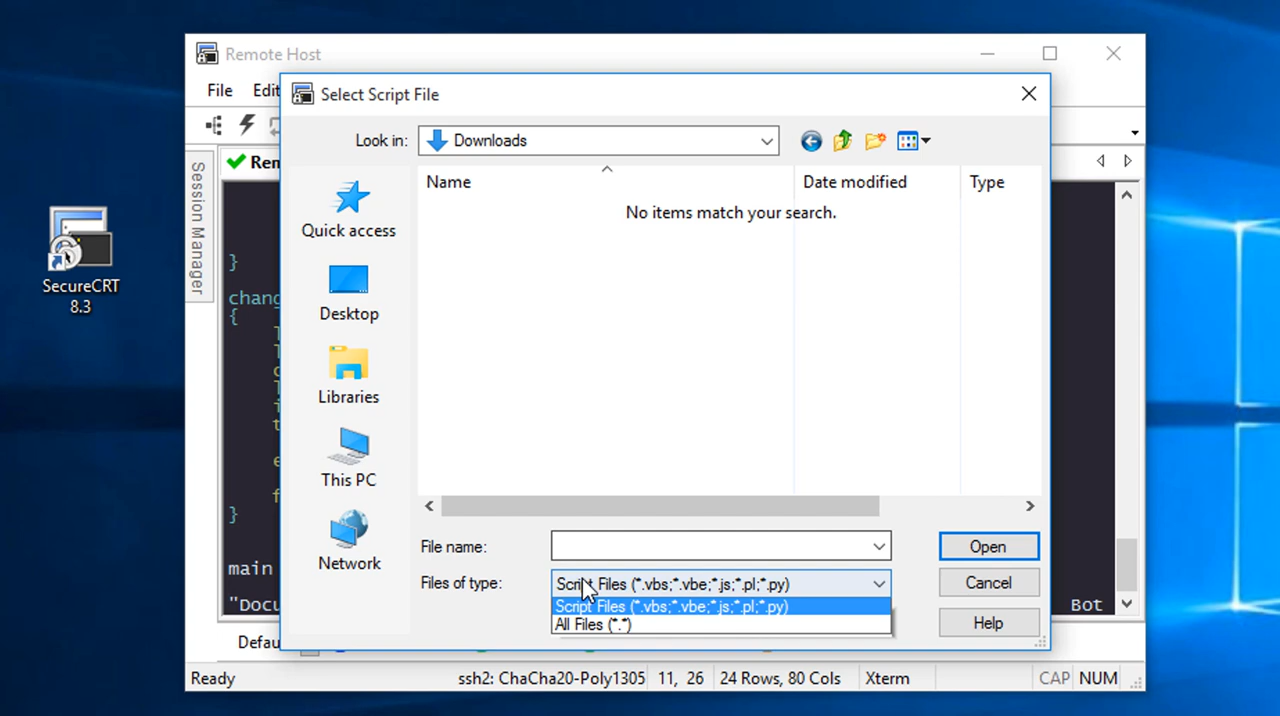 Remote Host
File Edit
Select Script File
Look in: Downloads
Session Manager
Name Date modified Type
No items match your search.
Quick access
Desktop
Libraries
This PC
Network
SecureCRT
8.3
}
{
}
main
"Docu
Bot
File name:
Open
Files of type: Script Files (*.vbs;*.vbe;*.js;*.pl;*.py)
Cancel
Script Files (*.vbs;*.vbe;*.js;*.pl;*.py)
All Files (*.*)
Help
Ready ssh2: ChaCha20-Poly1305 11, 26 24 Rows, 80 Cols Xterm CAP NUM